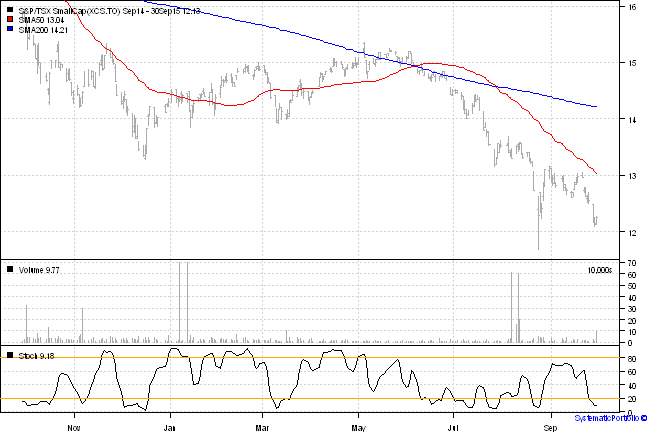 S&P/TSX SmallCap(XCS.TO) Sep14 - 30Sep15 12.13
SMA50 13.04
SMA200 14.21
16
15
14
13
12
Volume 9.77
10,000s
70
60
50
40
30
20
10
0
Stoch 9.18
80
60
40
20
0
Nov Jan Mar May Jul Sep
SystematicPortfolio ©